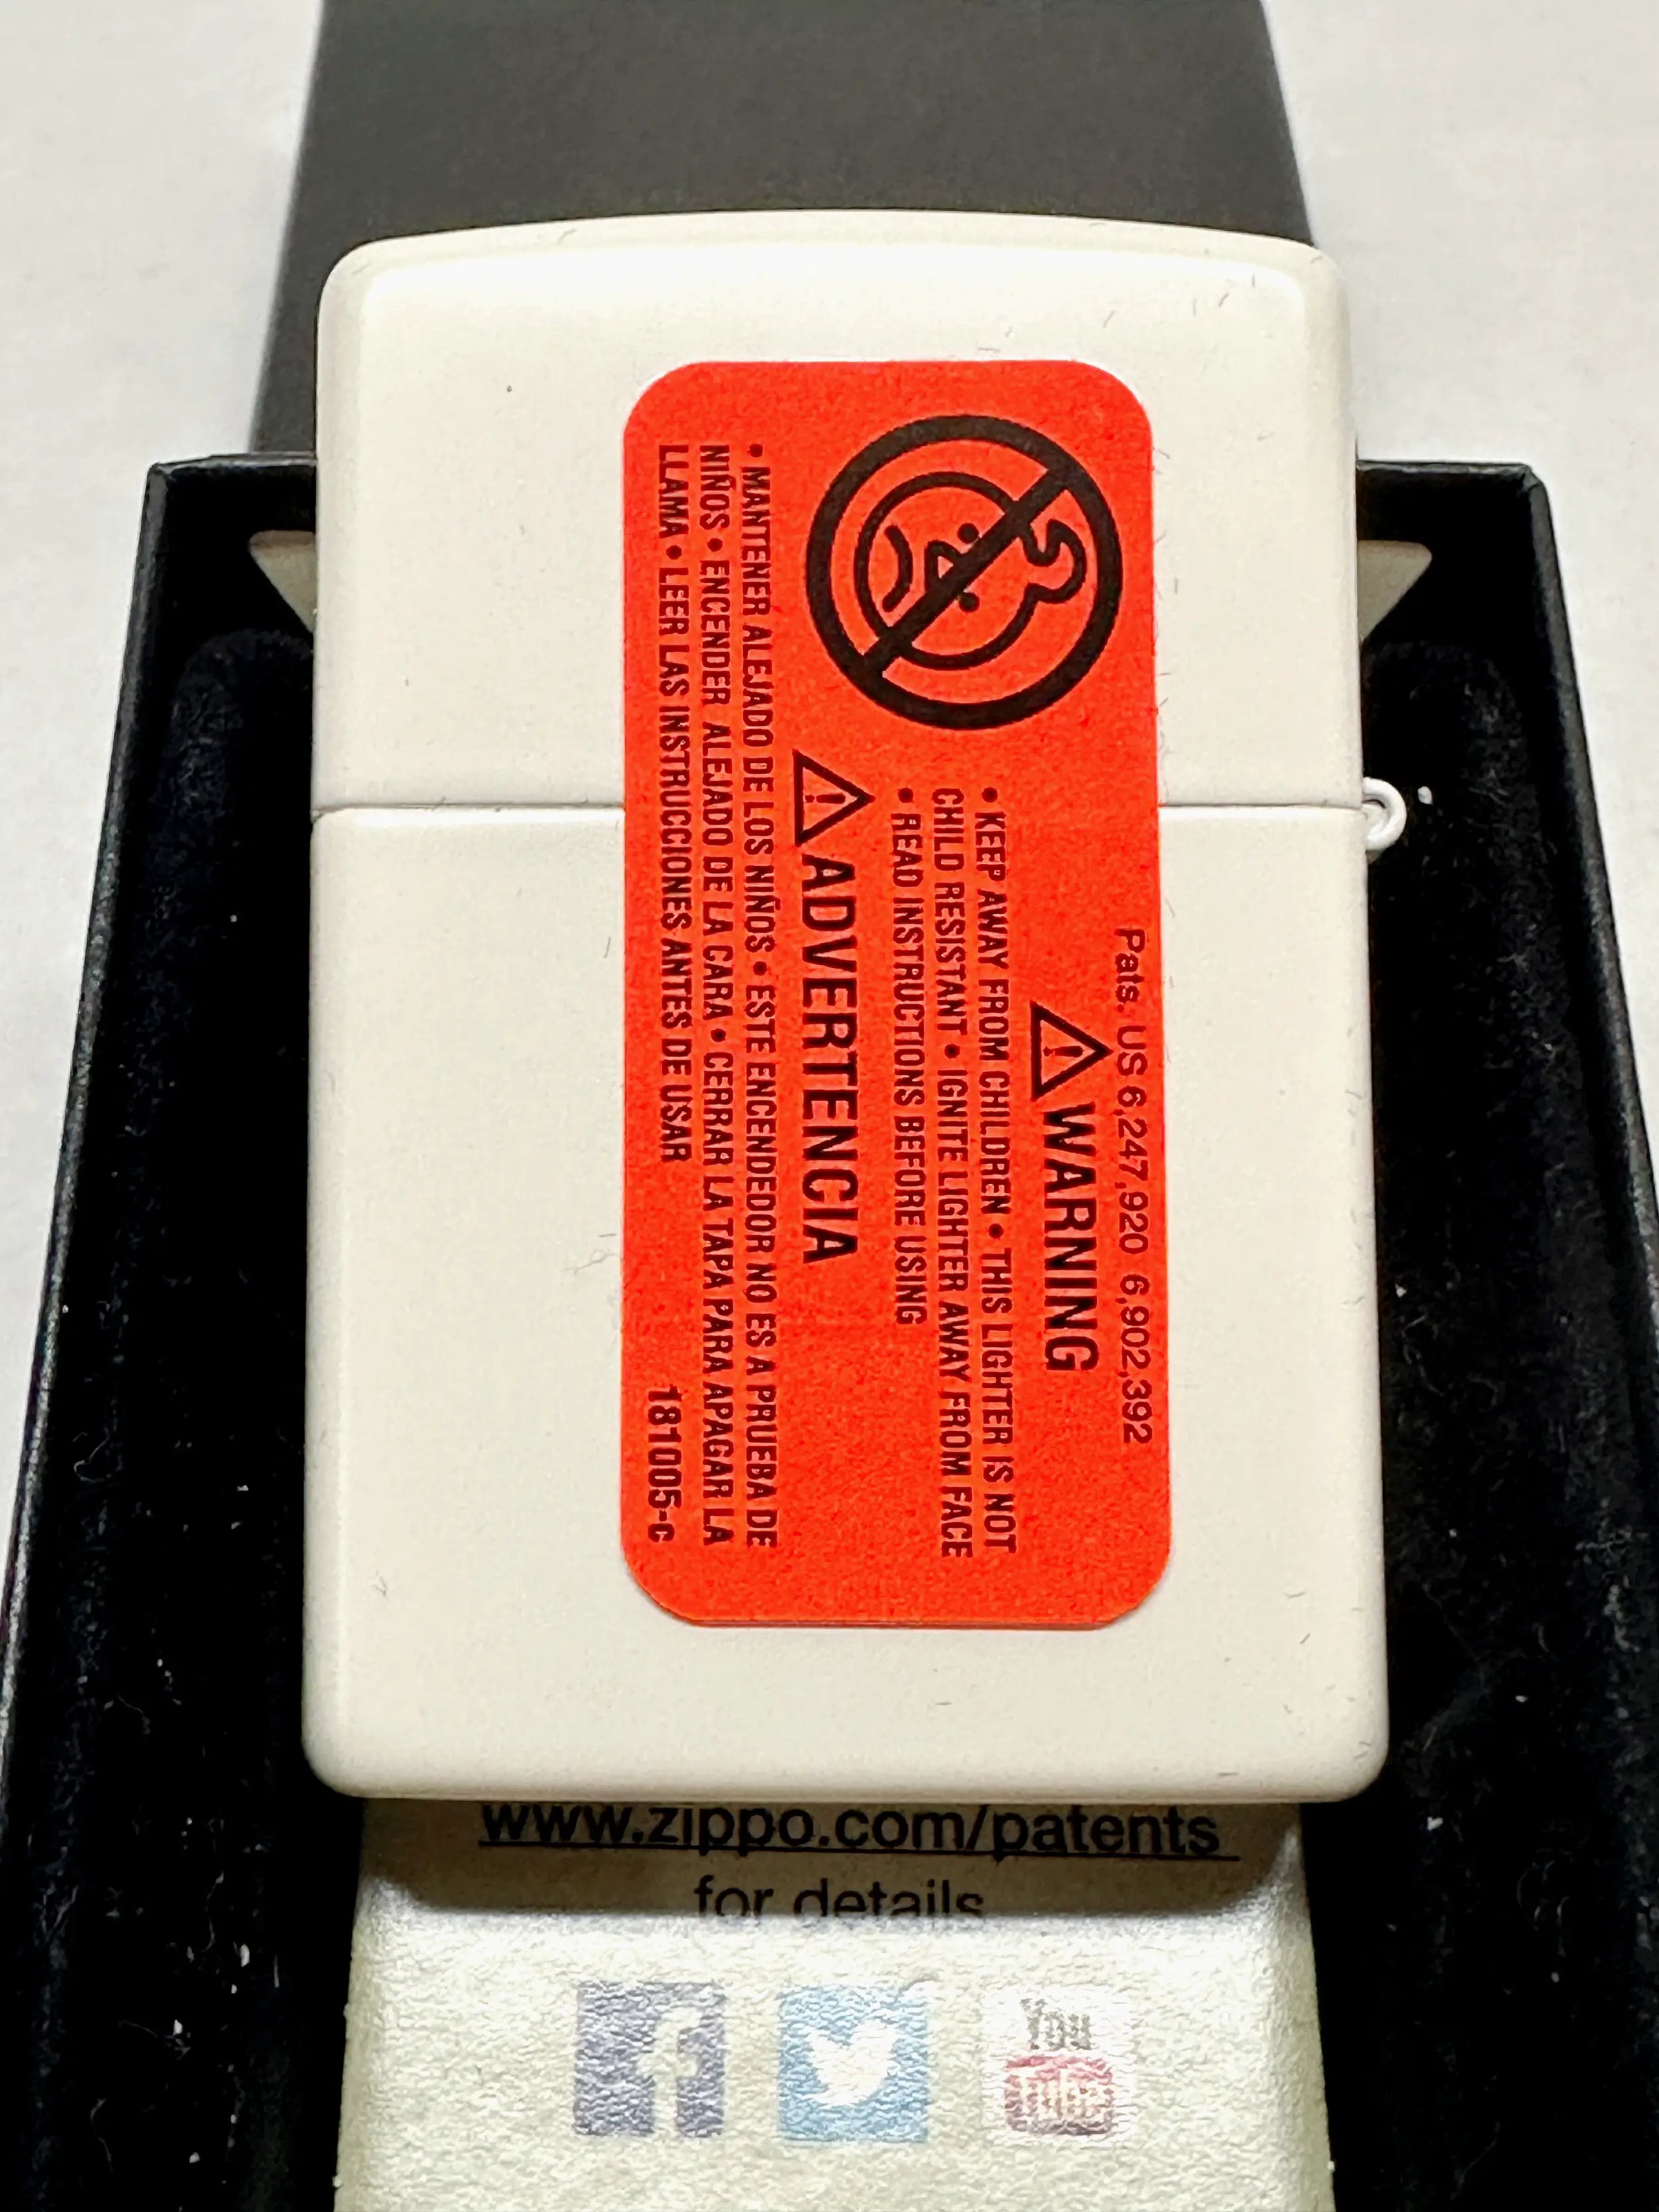 Pats. US 6,247,920 6,902,392
⚠ WARNING
• KEEP AWAY FROM CHILDREN • THIS LIGHTER IS NOT
CHILD RESISTANT • IGNITE LIGHTER AWAY FROM FACE
• READ INSTRUCTIONS BEFORE USING
⚠ ADVERTENCIA
• MANTENER ALEJADO DE LOS NIÑOS • ESTE ENCENDEDOR NO ES A PRUEBA DE
NIÑOS • ENCENDER ALEJADO DE LA CARA • CERRAR LA TAPA PARA APAGAR LA
LLAMA • LEER LAS INSTRUCCIONES ANTES DE USAR
181005-c
www.zippo.com/patents
for details
f
You
Tube